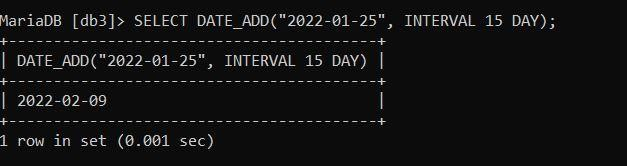 MariaDB [db3]> SELECT DATE_ADD("2022-01-25", INTERVAL 15 DAY);
+----------------------------------------+
| DATE_ADD("2022-01-25", INTERVAL 15 DAY) |
+----------------------------------------+
| 2022-02-09                              |
+----------------------------------------+
1 row in set (0.001 sec)